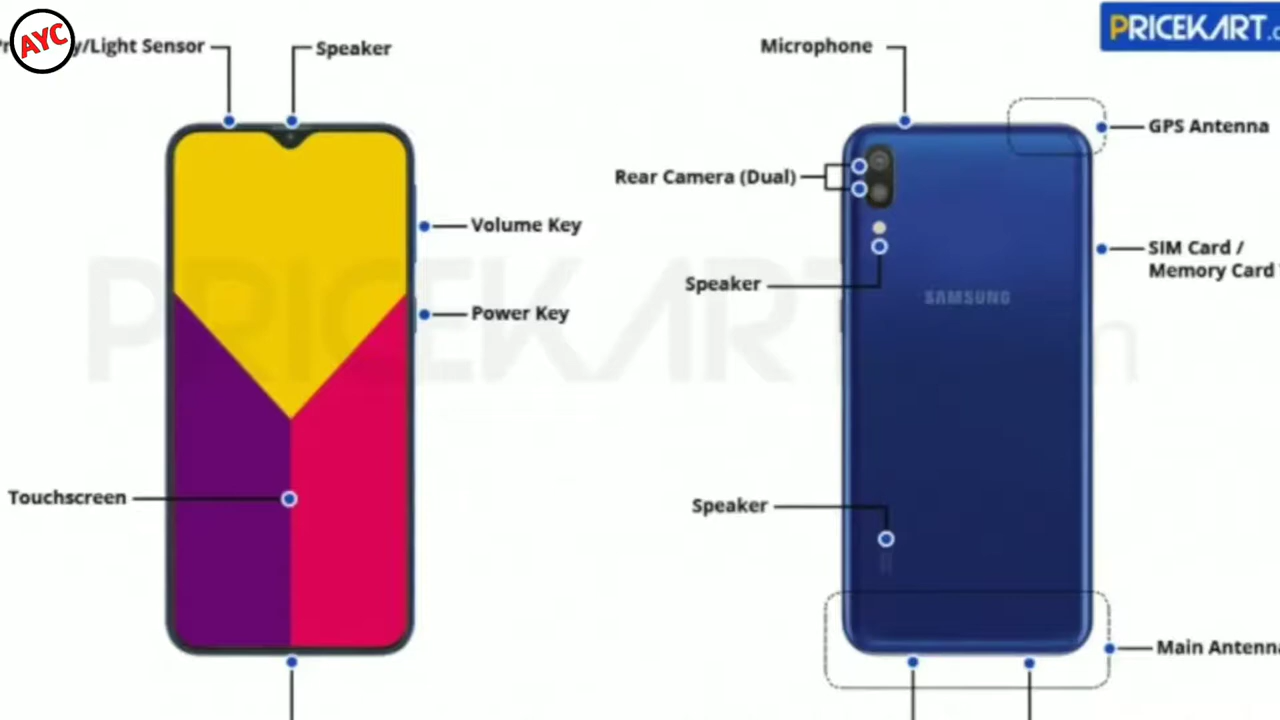 AYC
/Light Sensor
Speaker
Microphone
PRICEKART
GPS Antenna
Rear Camera (Dual)
Volume Key
SIM Card /
Memory Card
Speaker
SAMSUNG
Power Key
PRICEKART
Touchscreen
Speaker
Main Antenna